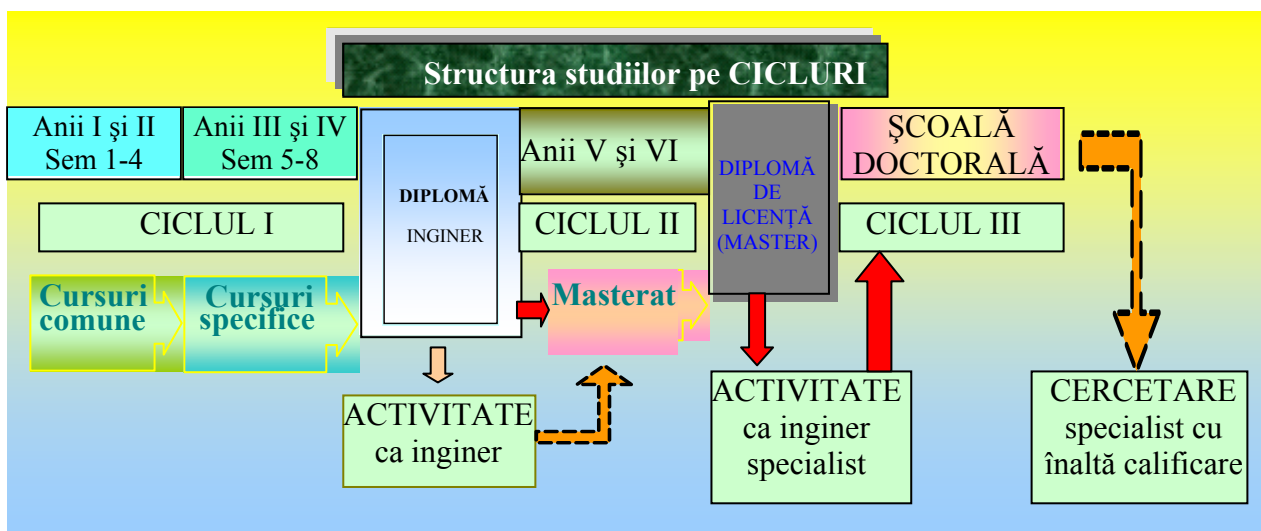 Structura studiilor pe CICLURI
Anii I şi II
Sem 1-4
Anii III şi IV
Sem 5-8
DIPLOMĂ
INGINER
Anii V şi VI
DIPLOMĂ
DE
LICENŢĂ
(MASTER)
ŞCOALĂ
DOCTORALĂ
CICLUL I
CICLUL II
CICLUL III
Cursuri
comune
Cursuri
specifice
Masterat
ACTIVITATE
ca inginer
ACTIVITATE
ca inginer
specialist
CERCETARE
specialist cu
înaltă calificare